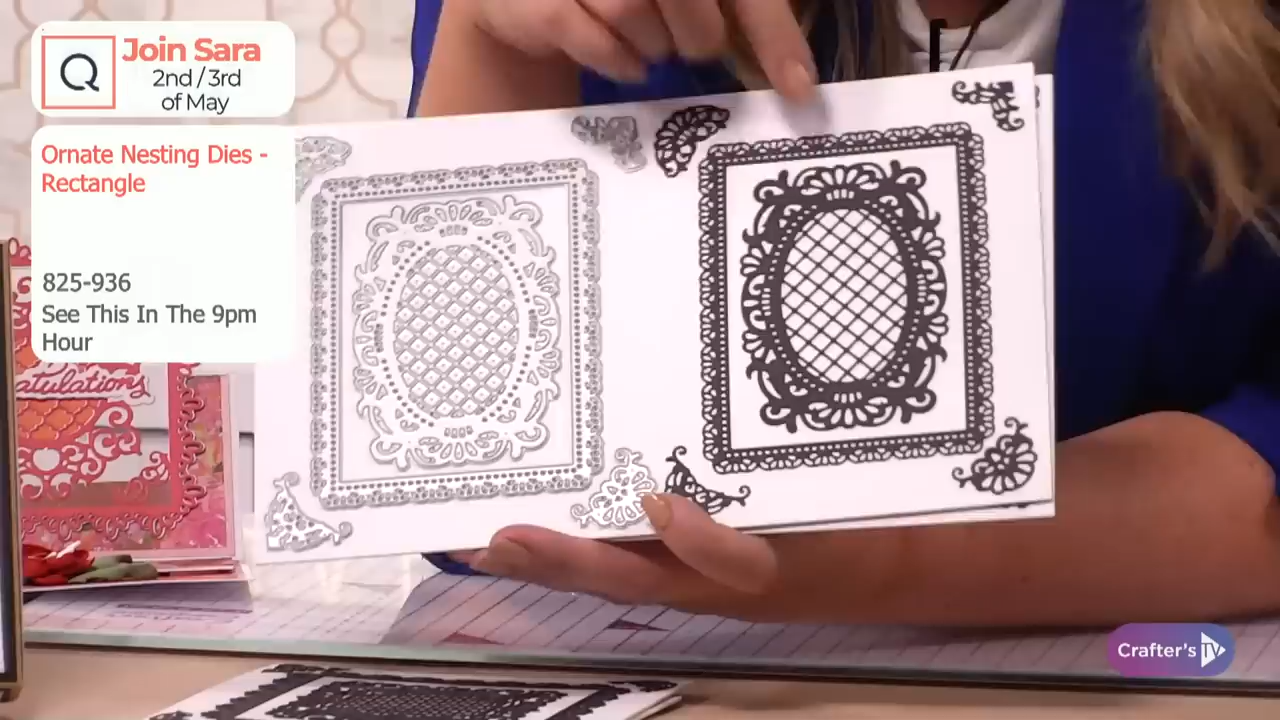 Q
Join Sara
2nd / 3rd
of May
Ornate Nesting Dies -
Rectangle
825-936
See This In The 9pm
Hour
atulations
Crafter's TV